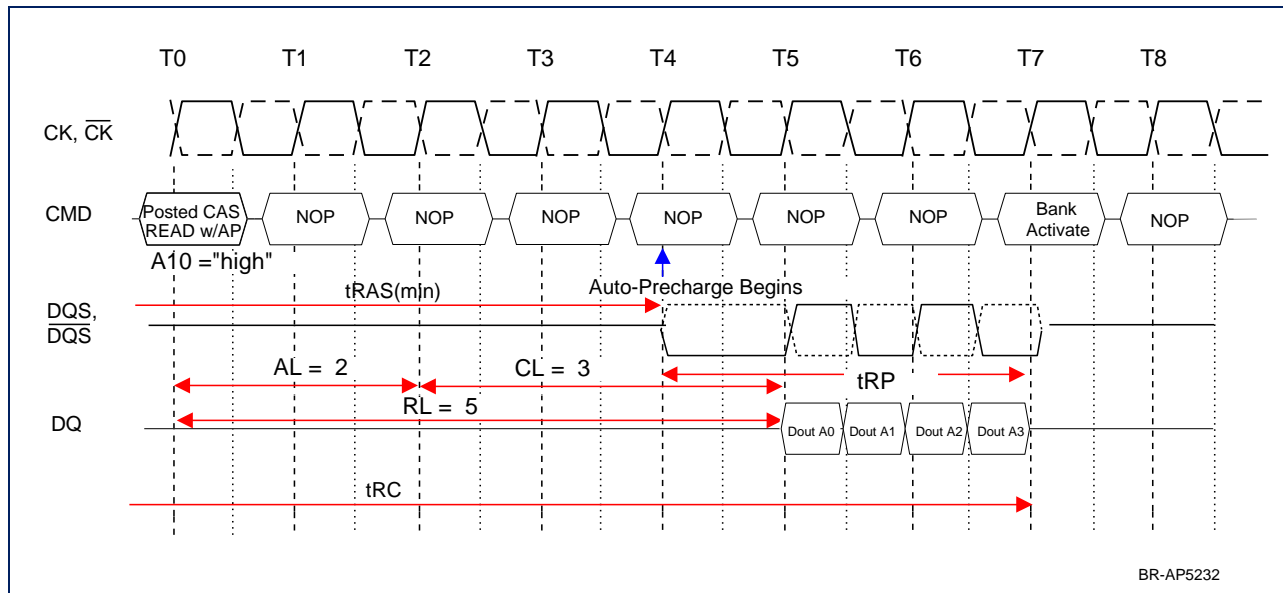 T0 T1 T2 T3 T4 T5 T6 T7 T8
CK, CK
CMD
Posted CAS
READ w/AP
NOP NOP NOP NOP NOP NOP
Bank
Activate
NOP
A10 ="high"
Auto-Precharge Begins
tRAS(min)
DQS,
DQS
AL = 2
CL = 3
tRP
RL = 5
DQ
Dout A0 Dout A1 Dout A2 Dout A3
tRC
BR-AP5232